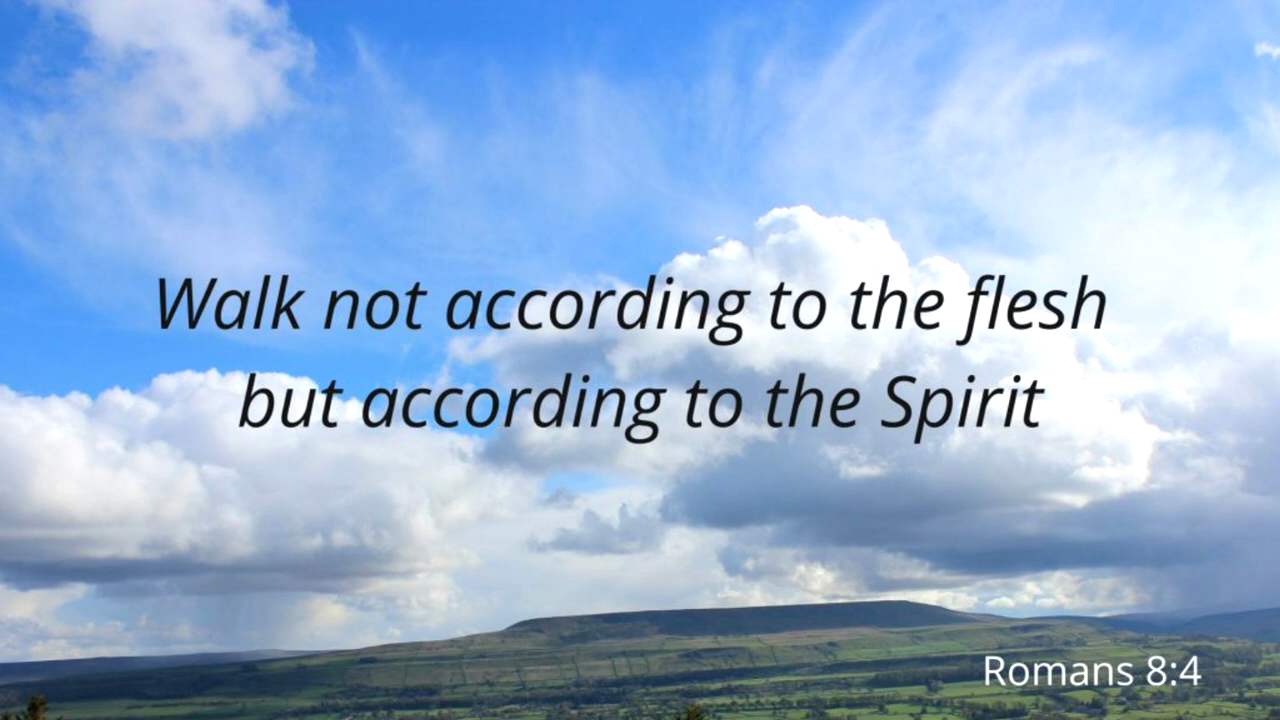 Walk not according to the flesh
but according to the Spirit
Romans 8:4